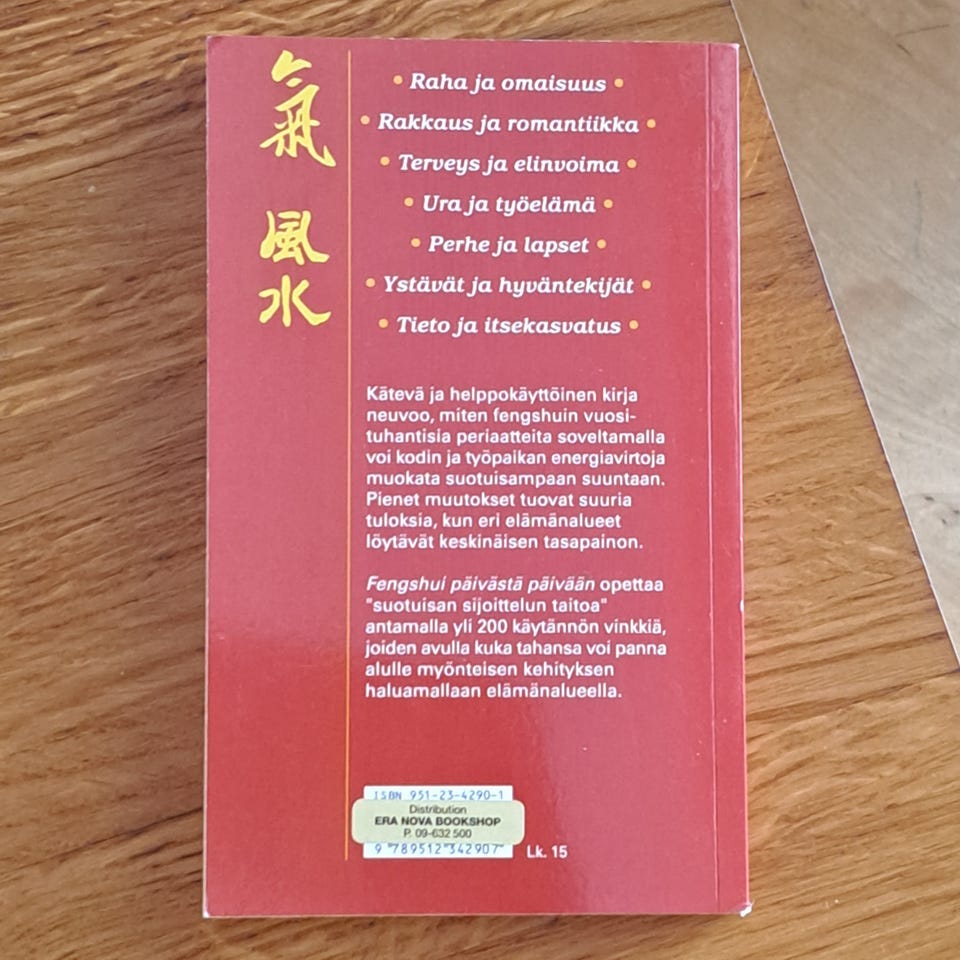 氣
風
水
• Raha ja omaisuus •
• Rakkaus ja romantiikka •
• Terveys ja elinvoima •
• Ura ja työelämä •
• Perhe ja lapset •
• Ystävät ja hyväntekijät •
• Tieto ja itsekasvatus •
Kätevä ja helppokäyttöinen kirja
neuvoo, miten fengshuin vuosi-
tuhantisia periaatteita soveltamalla
voi kodin ja työpaikan energiavirtoja
muokata suotuisampaan suuntaan.
Pienet muutokset tuovat suuria
tuloksia, kun eri elämänalueet
löytävät keskinäisen tasapainon.
Fengshui päivästä päivään opettaa
"suotuisan sijoittelun taitoa"
antamalla yli 200 käytännön vinkkiä,
joiden avulla kuka tahansa voi panna
alulle myönteisen kehityksen
haluamallaan elämänalueella.
ISBN 951-23-4290-1
Distribution
ERA NOVA BOOKSHOP
P. 09-632 500
9 789512 342907
Lk. 15